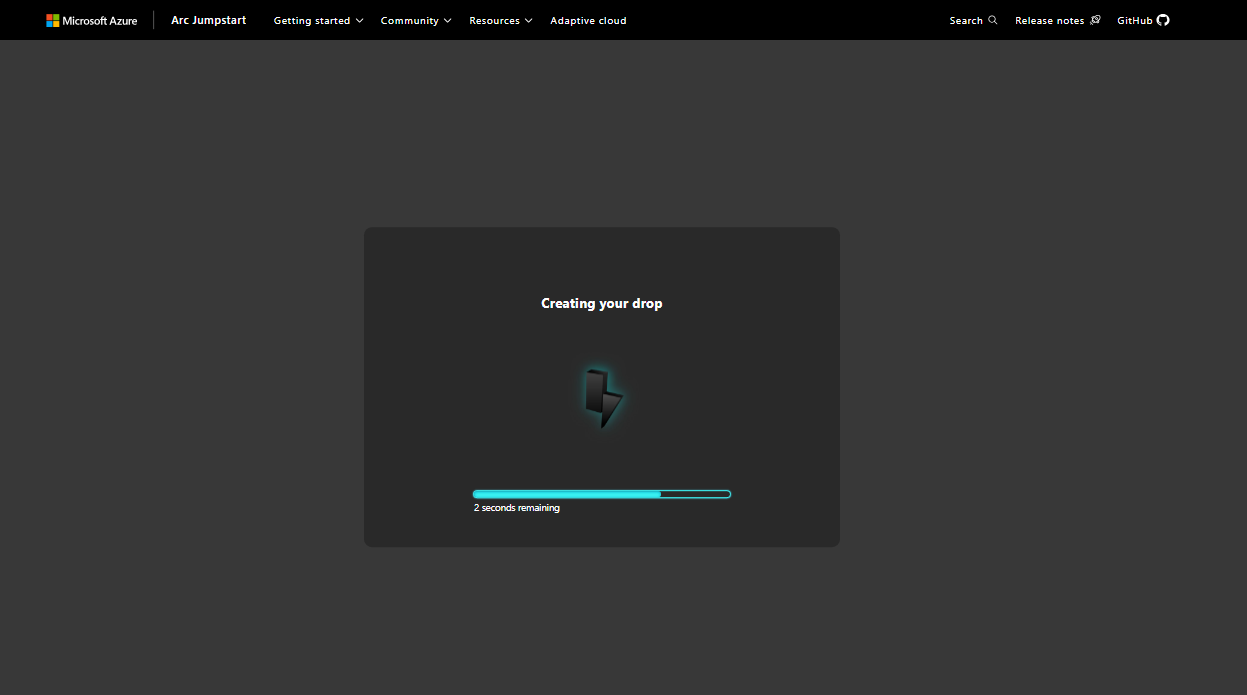 Microsoft Azure Arc Jumpstart Getting started Community Resources Adaptive cloud Search Release notes GitHub
Creating your drop
2 seconds remaining